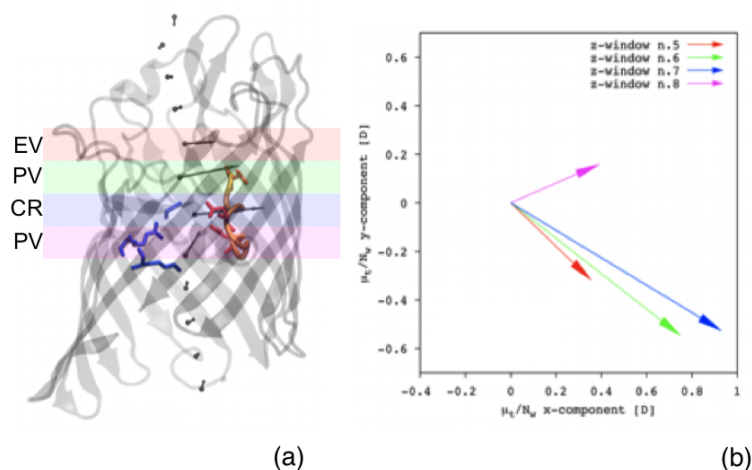 EV
PV
CR
PV
(a)
z-window n.5
z-window n.6
z-window n.7
z-window n.8
0.6
0.4
0.2
0
-0.2
-0.4
-0.6
μt/Nw y-component [D]
-0.4 -0.2 0 0.2 0.4 0.6 0.8 1
μt/Nw x-component [D]
(b)